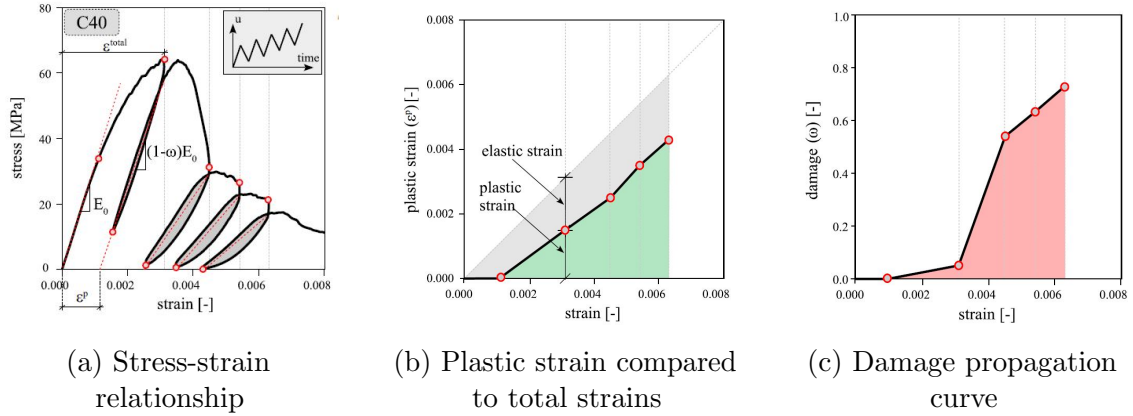 80
60
40
20
0
stress [MPa]
C40
ε^total
u
time
(1-ω)E₀
E₀
0.000
0.002
0.004
0.006
0.008
ε^p
strain [-]
(a) Stress-strain
relationship
0.008
0.006
0.004
0.002
0.000
plastic strain (ε^p) [-]
elastic strain
plastic
strain
0.000
0.002
0.004
0.006
0.008
strain [-]
(b) Plastic strain compared
to total strains
1.0
0.8
0.6
0.4
0.2
0.0
damage (ω) [-]
0.000
0.002
0.004
0.006
0.008
strain [-]
(c) Damage propagation
curve